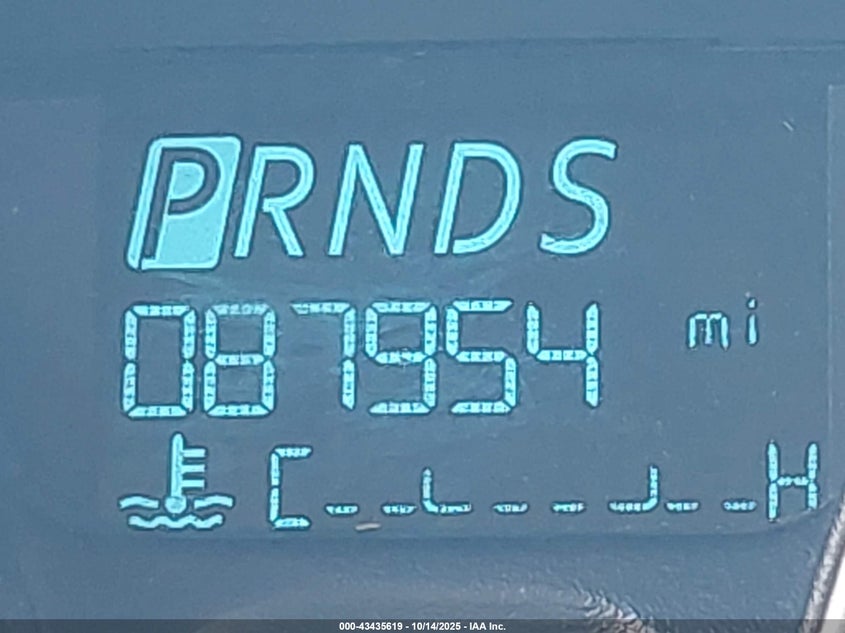 PRNDS
087954 mi
C H
000-43435619 - 10/14/2025 - IAA Inc.